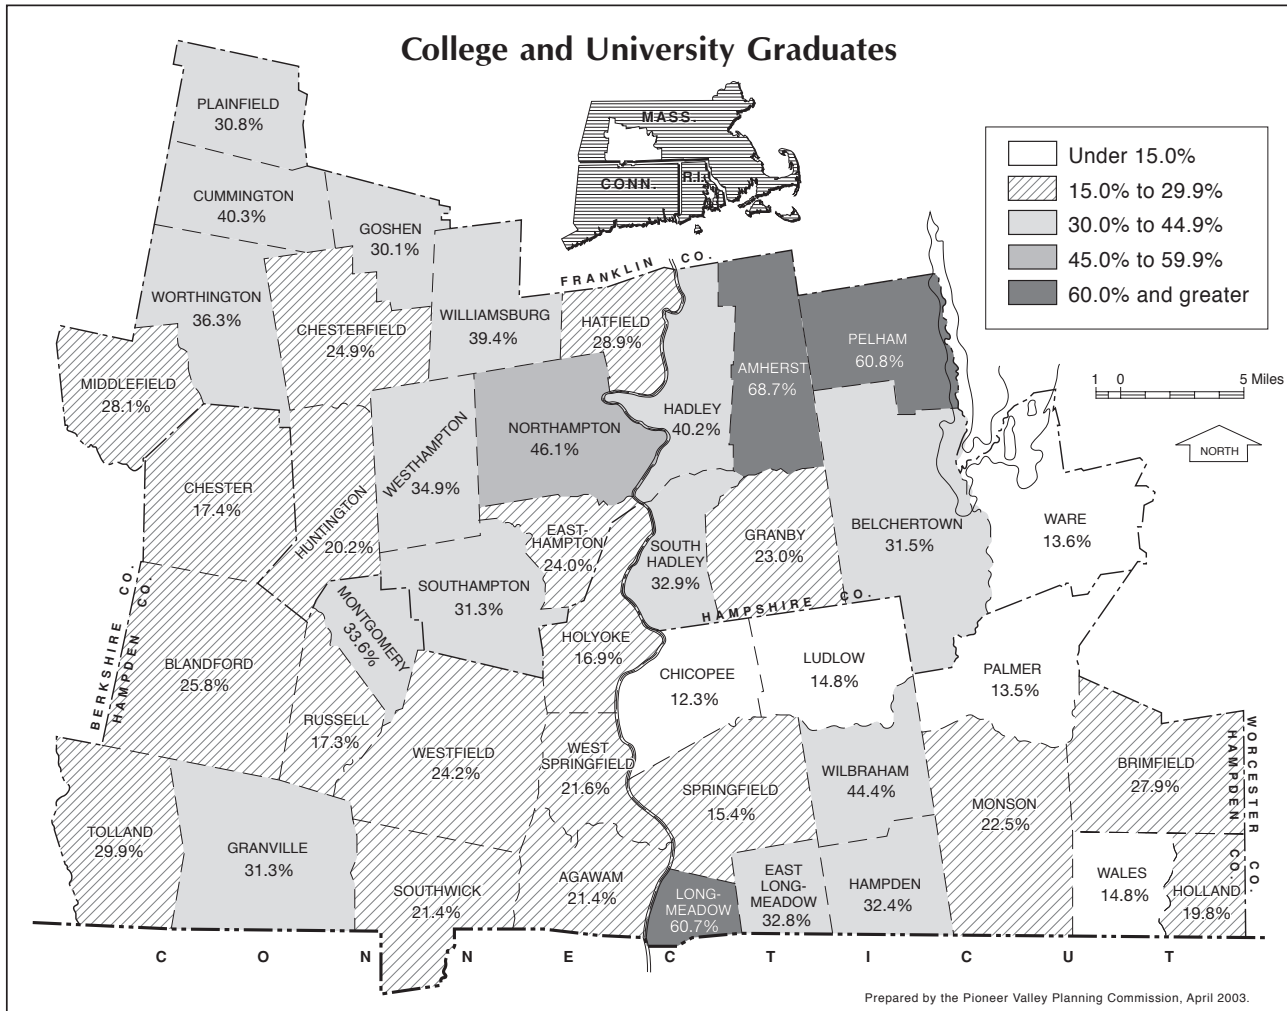 College and University Graduates
MASS.
CONN.
R.I.
Under 15.0%
15.0% to 29.9%
30.0% to 44.9%
45.0% to 59.9%
60.0% and greater
1 0 5 Miles
NORTH
PLAINFIELD
30.8%
CUMMINGTON
40.3%
GOSHEN
30.1%
FRANKLIN CO.
WORTHINGTON
36.3%
CHESTERFIELD
24.9%
WILLIAMSBURG
39.4%
HATFIELD
28.9%
MIDDLEFIELD
28.1%
AMHERST
68.7%
PELHAM
60.8%
HADLEY
40.2%
NORTHAMPTON
46.1%
WESTHAMPTON
34.9%
CHESTER
17.4%
HUNTINGTON
20.2%
EAST-
HAMPTON
24.0%
SOUTH
HADLEY
32.9%
GRANBY
23.0%
BELCHERTOWN
31.5%
WARE
13.6%
SOUTHAMPTON
31.3%
MONTGOMERY
33.6%
HAMPSHIRE CO.
BERKSHIRE CO.
HAMPDEN CO.
BLANDFORD
25.8%
HOLYOKE
16.9%
CHICOPEE
12.3%
LUDLOW
14.8%
PALMER
13.5%
RUSSELL
17.3%
WESTFIELD
24.2%
WEST
SPRINGFIELD
21.6%
SPRINGFIELD
15.4%
WILBRAHAM
44.4%
MONSON
22.5%
BRIMFIELD
27.9%
WORCESTER CO.
HAMPDEN CO.
TOLLAND
29.9%
GRANVILLE
31.3%
SOUTHWICK
21.4%
AGAWAM
21.4%
LONG-
MEADOW
60.7%
EAST
LONG-
MEADOW
32.8%
HAMPDEN
32.4%
WALES
14.8%
HOLLAND
19.8%
CONNECTICUT
Prepared by the Pioneer Valley Planning Commission, April 2003.